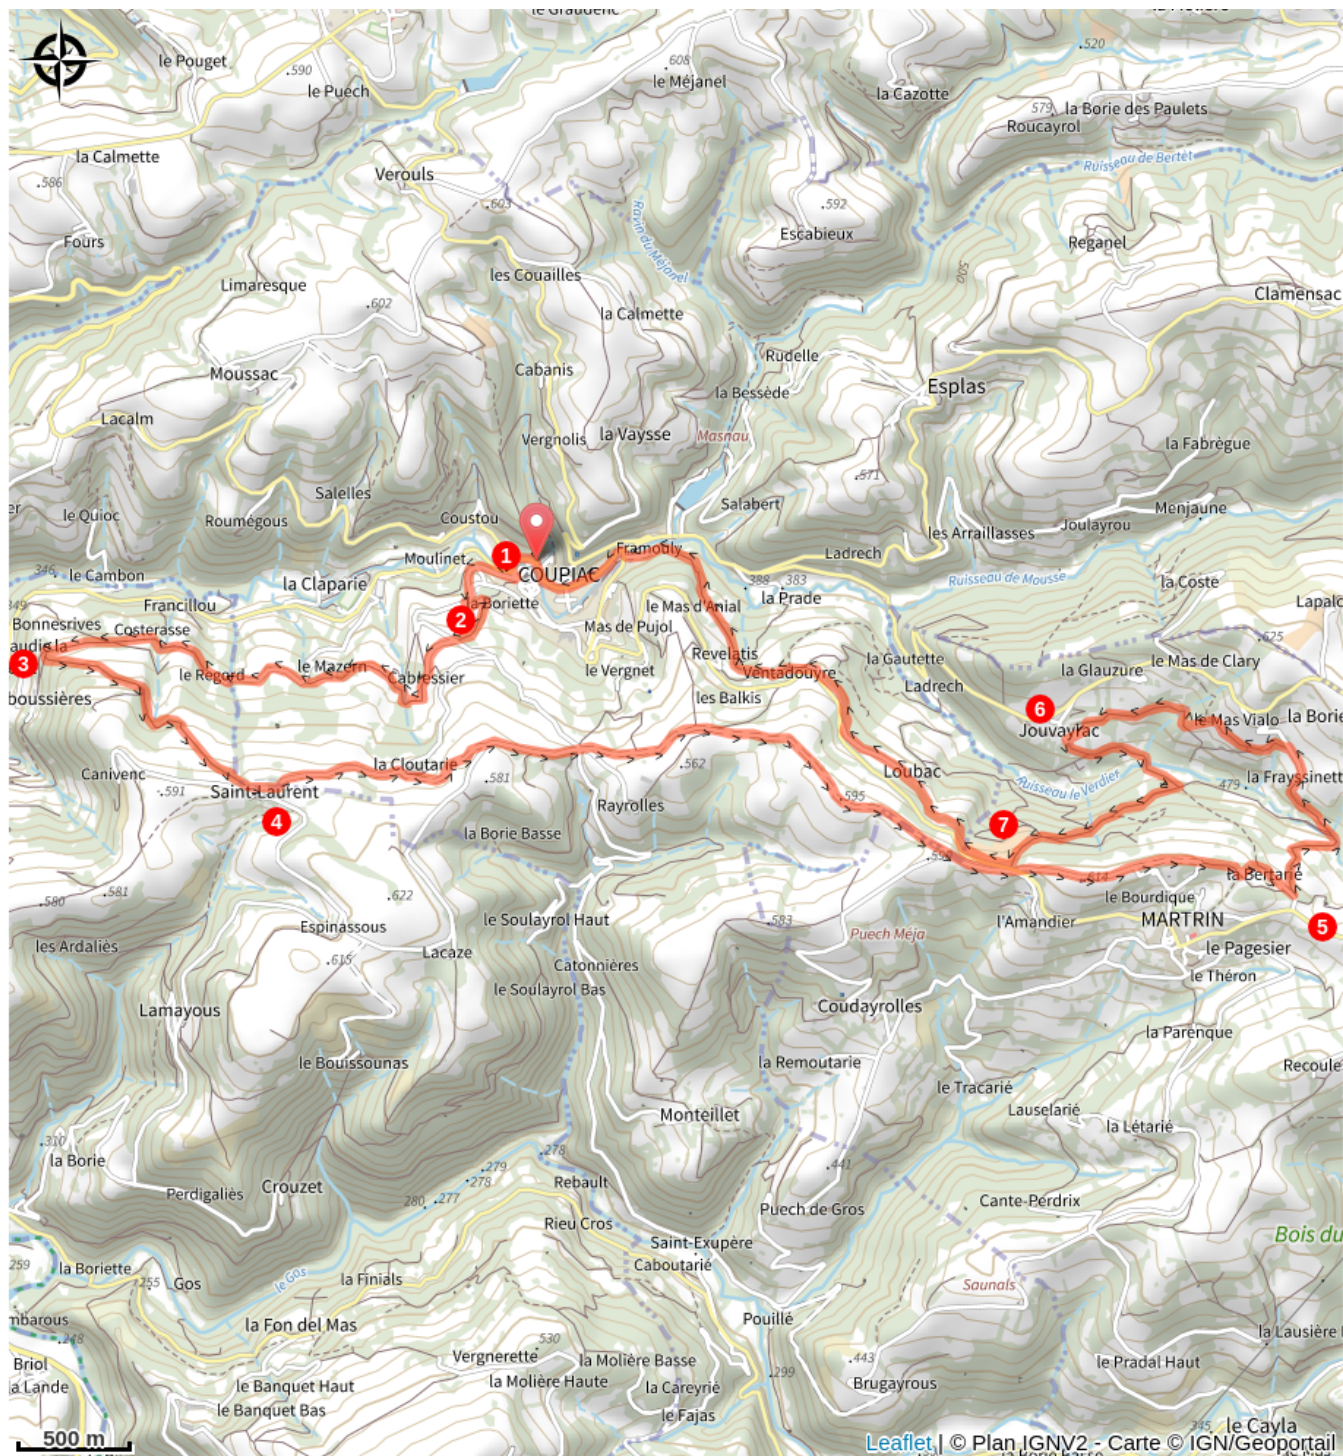 le Pouget
590
le Puech
608
le Méjanel
la Cazotte
520
579
Roucayrol
la Borie des Paulets
la Calmette
586
Verouls
603
Ravin du Méjanel
592
Escabieux
Ruisseau de Bertèt
Reganel
Fours
les Couailles
Limaresque
602
la Calmette
500
Clamensac
Moussac
Cabanis
Rudelle
la Bessède
Esplas
Lacalm
Vergnolis
la Vaysse
Masnau
571
la Fabrègue
Salelles
le Quioc
Roumégous
Coustou
Salabert
Menjaune
Joulayrou
les Arraillasses
Moulinet
1
COUPIAC
Framouly
Ladrech
346
le Cambon
la Claparie
388
383
la Prade
Ruisseau de Mousse
la Coste
349
Francillou
la Boriette
2
le Mas d'Anial
Bonnesrives
Costerasse
Mas de Pujol
625
3
le Regord
le Mazern
Cabressier
le Vergnet
Revelatis
Ventadouyre
la Gautette
Ladrech
la Glauzure
le Mas de Clary
boussières
les Balkis
6
Jouvayrac
le Mas Vialo
la Borie
la Cloutarie
Canivenc
591
Saint-Laurent
581
562
595
Loubac
Ruisseau le Verdier
479
la Frayssinett
Rayrolles
4
la Borie Basse
7
622
614
la Bertarie
581
580
Espinassous
le Soulayrol Haut
583
l'Amandier
le Bourdique
MARTRIN
5
les Ardaliès
615
Lacaze
Catonnières
Puech Méja
le Pagesier
le Théron
Lamayous
le Soulayrol Bas
Coudayrolles
la Parenque
le Bouissounas
la Remoutarie
Recoule
le Tracarié
Monteillet
Lauselarié
la Létarié
310
la Borie
278
279
278
441
Perdigaliès
Crouzet
280
277
Rebault
Cante-Perdrix
Puech de Gros
Rieu Cros
Saint-Exupère
Bois du
259
la Boriette
255
Gos
le Gos
la Finials
Caboutarié
Saunals
mbarous
248
la Fon del Mas
530
Pouillé
la Lausière
Briol
Vergnerette
la Molière Basse
299
443
le Pradal Haut
a Lande
le Banquet Haut
la Molière Haute
la Careyrié
Brugayrous
le Banquet Bas
le Fajas
345
le Cayla
500 m
Leaflet | © Plan IGNV2 - Carte © IGN/Geoportail